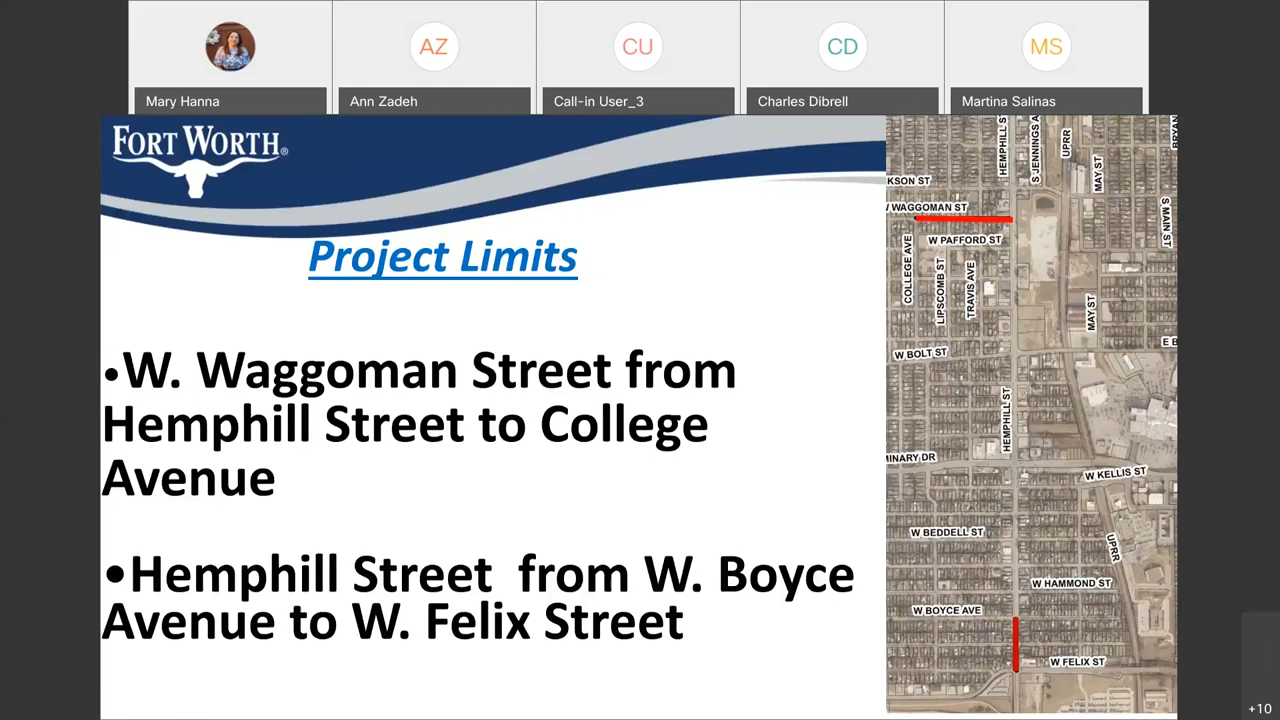 AZ
CU
CD
MS
Mary Hanna
Ann Zadeh
Call-in User_3
Charles Dibrell
Martina Salinas
FORT WORTH®
Project Limits
•W. Waggoman Street from
Hemphill Street to College
Avenue
•Hemphill Street from W. Boyce
Avenue to W. Felix Street
HEMPHILL S
S JENNINGS A
UPRR
MAY ST
BRYAN
KSON ST
W WAGGOMAN ST
S MAIN ST
W PAFFORD ST
COLLEGE AVE
LIPSCOMB ST
TRAVIS AVE
MAY ST
W BOLT ST
E B
HEMPHILL ST
MINARY DR
W KELLIS ST
W BEDDELL ST
UPRR
W HAMMOND ST
W BOYCE AVE
W FELIX ST
+10